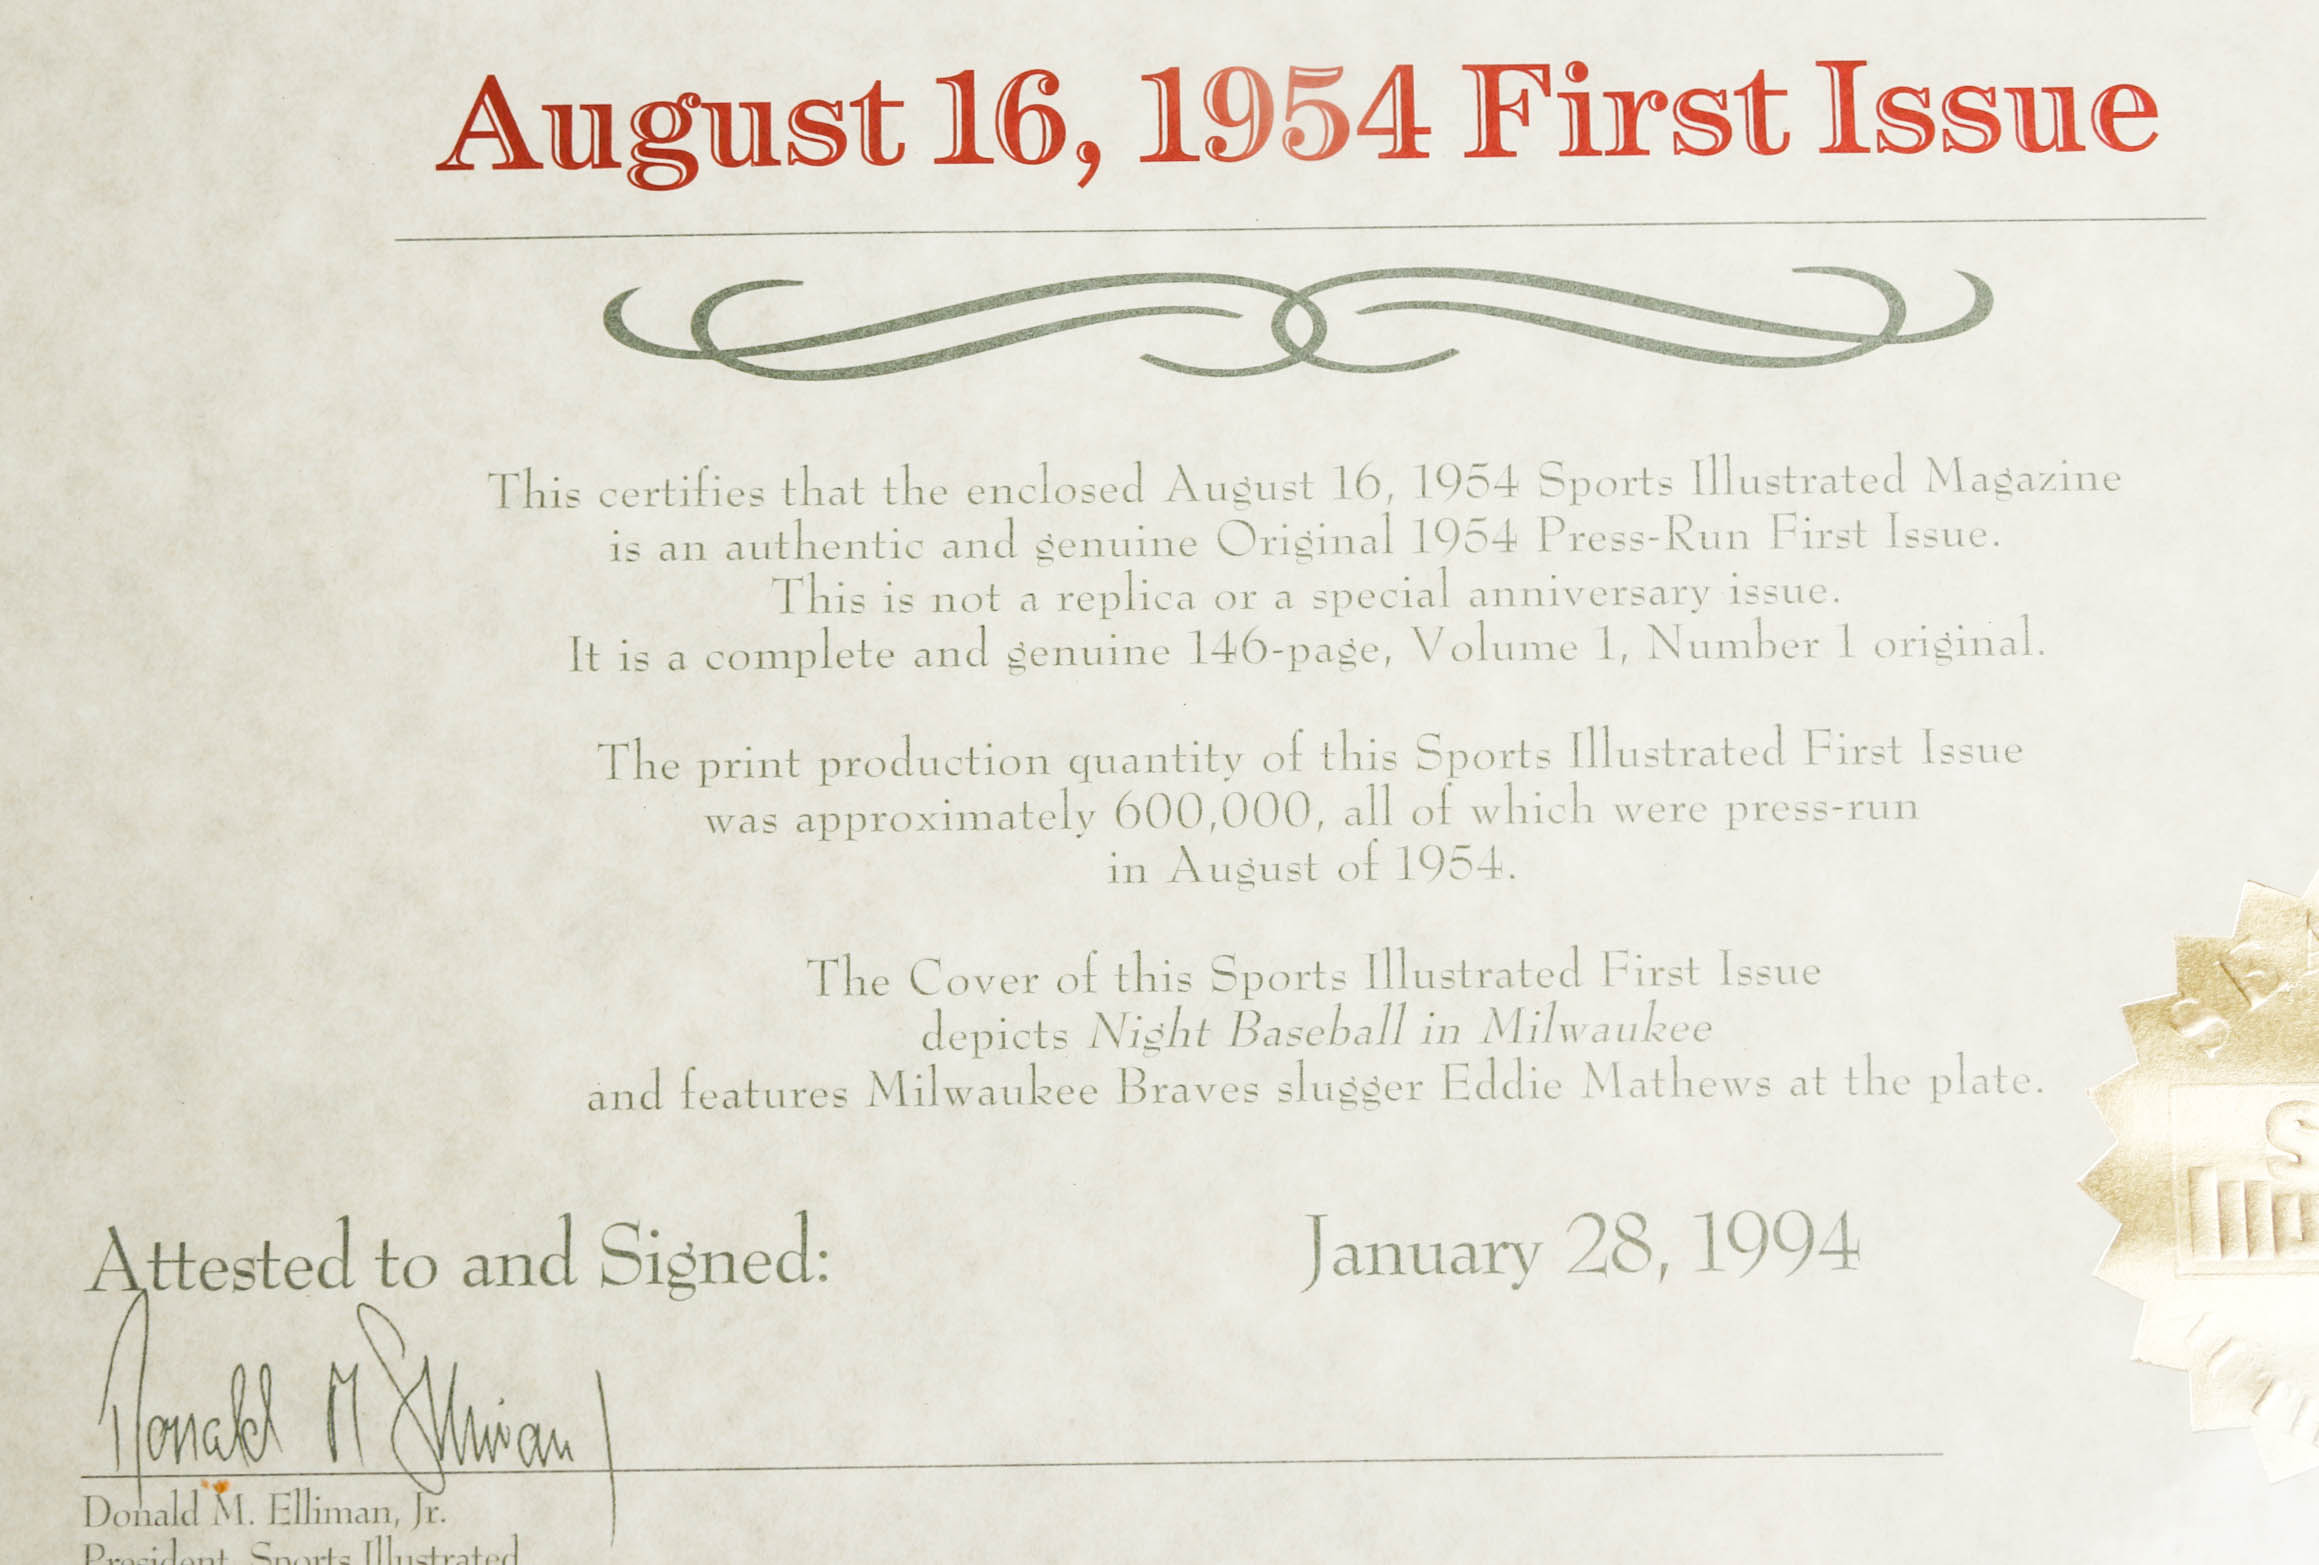 August 16, 1954 First Issue
This certifies that the enclosed August 16, 1954 Sports Illustrated Magazine
is an authentic and genuine Original 1954 Press-Run First Issue.
This is not a replica or a special anniversary issue.
It is a complete and genuine 146-page, Volume 1, Number 1 original.
The print production quantity of this Sports Illustrated First Issue
was approximately 600,000, all of which were press-run
in August of 1954.
The Cover of this Sports Illustrated First Issue
depicts Night Baseball in Milwaukee
and features Milwaukee Braves slugger Eddie Mathews at the plate.
Attested to and Signed:
January 28, 1994
Donald M. Elliman, Jr.
President, Sports Illustrated